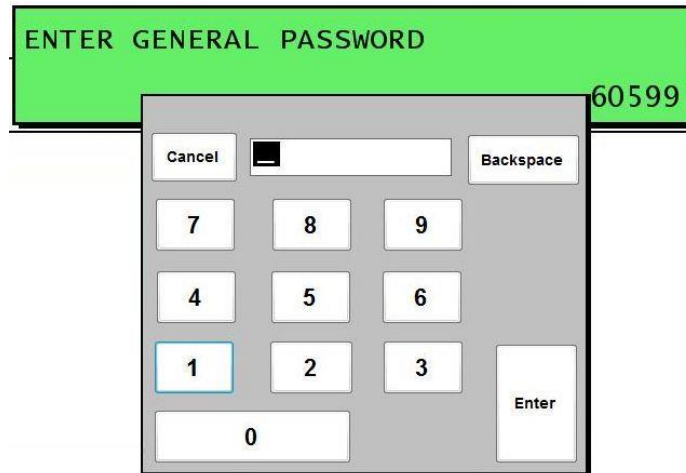 ENTER GENERAL PASSWORD
60599
Cancel
Backspace
7 8 9
4 5 6
1 2 3
Enter
0